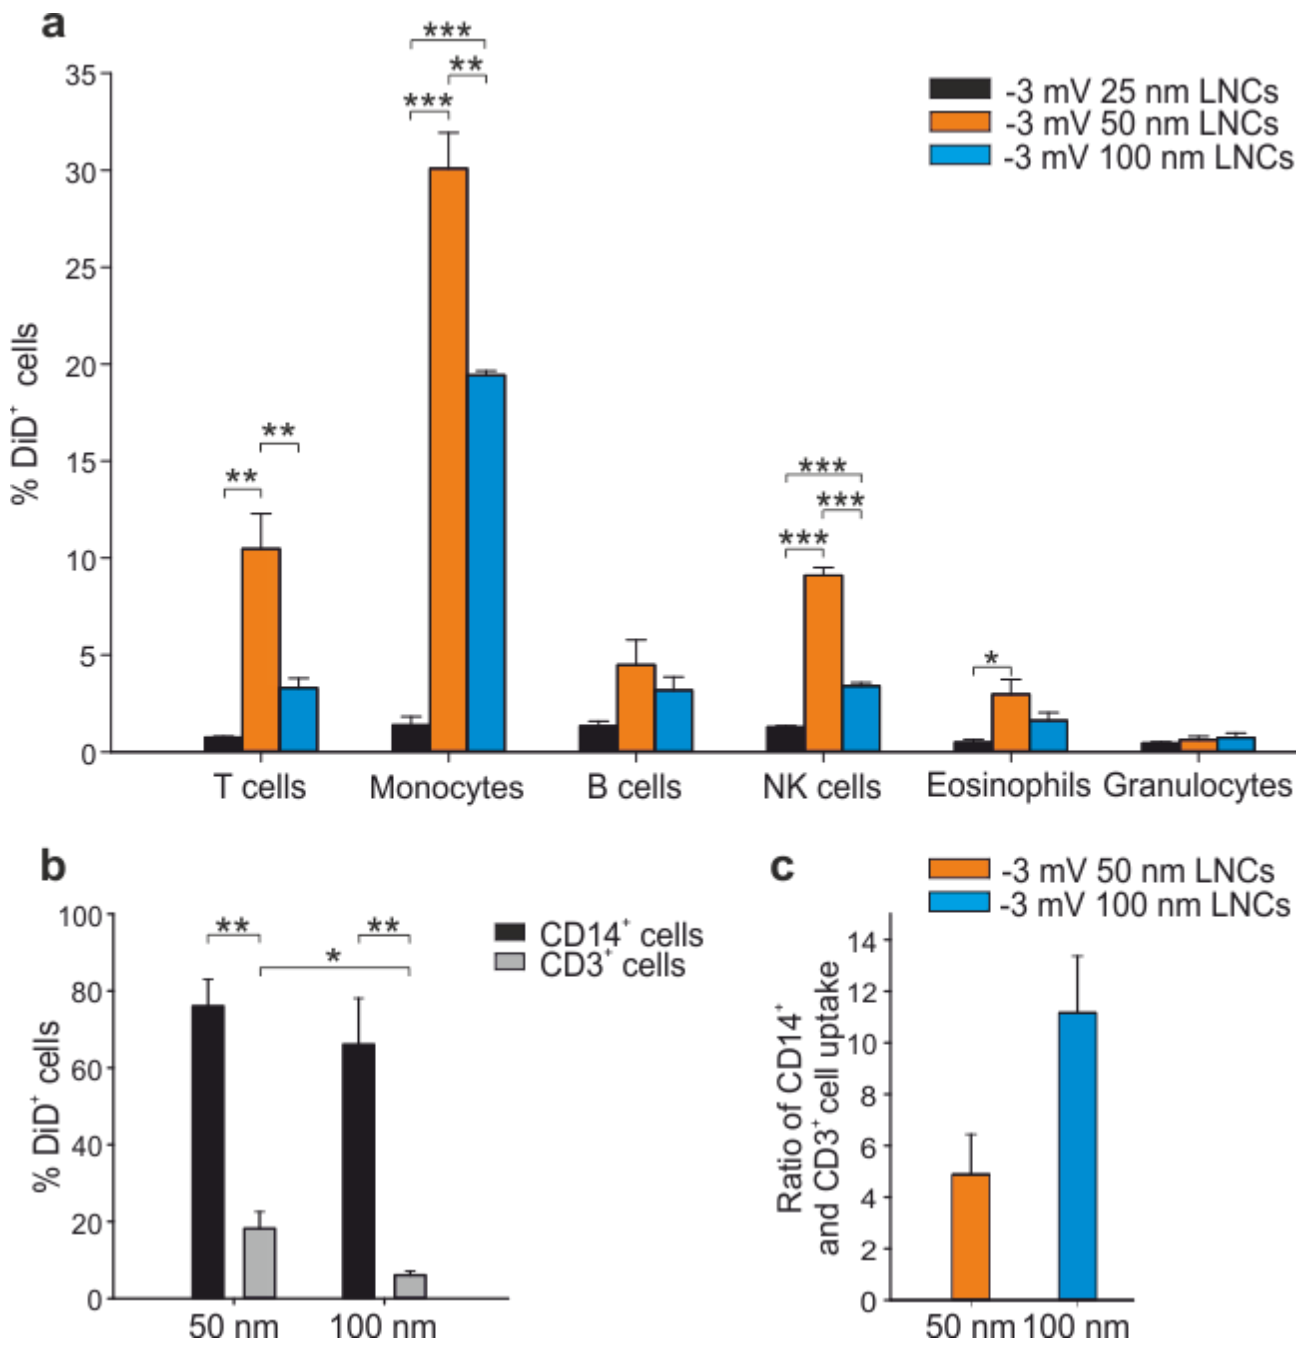 a
***
**
***
35
30
25
20
15
10
5
0
% DiD⁺ cells
-3 mV 25 nm LNCs
-3 mV 50 nm LNCs
-3 mV 100 nm LNCs
**
**
***
***
***
*
T cells Monocytes B cells NK cells Eosinophils Granulocytes
b
100
80
60
40
20
0
% DiD⁺ cells
** **
*
CD14⁺ cells
CD3⁺ cells
50 nm 100 nm
c
-3 mV 50 nm LNCs
-3 mV 100 nm LNCs
14
12
10
8
6
4
2
0
Ratio of CD14⁺
and CD3⁺ cell uptake
50 nm 100 nm